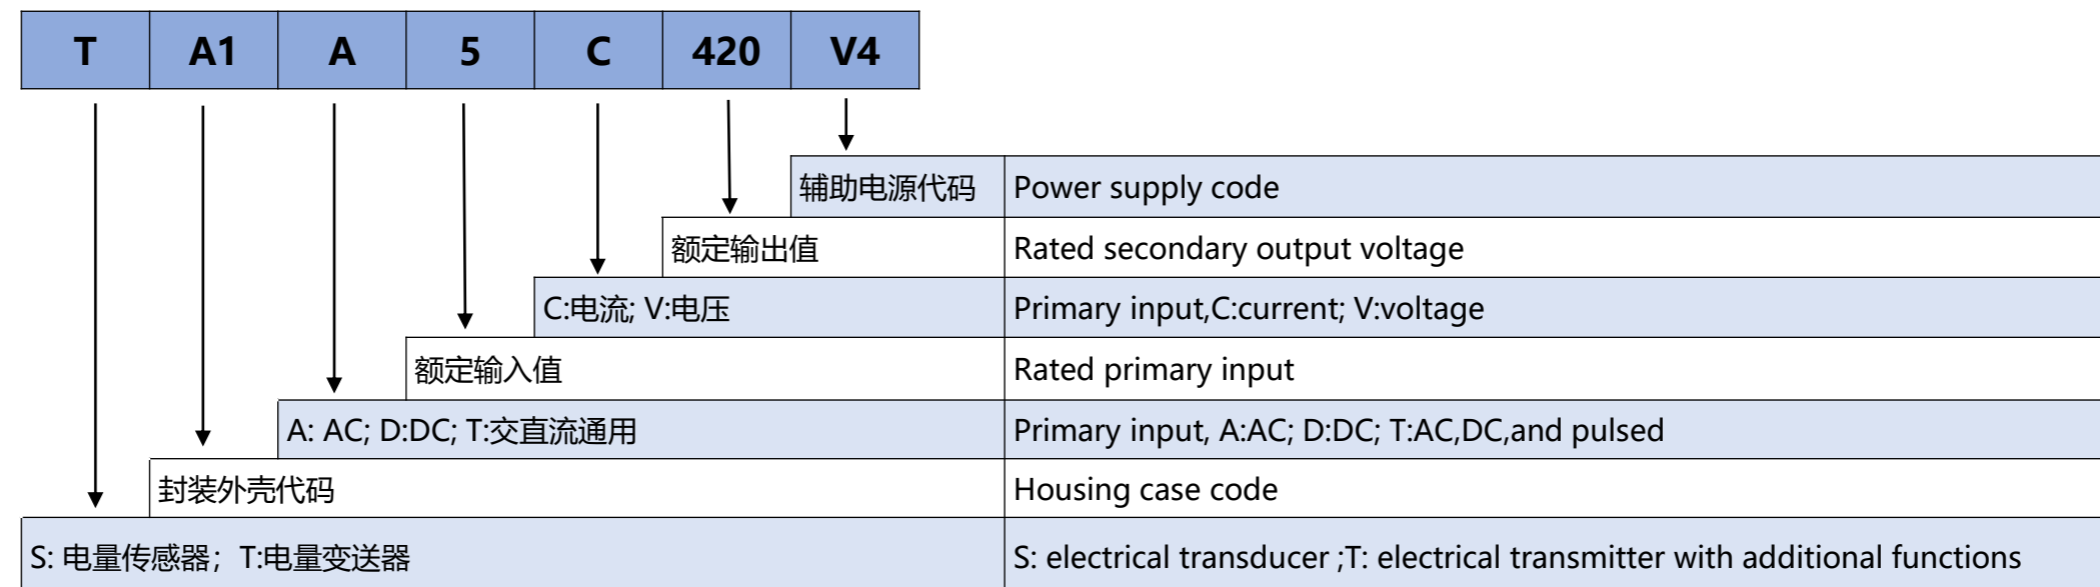 T A1 A 5 C 420 V4
辅助电源代码 Power supply code
额定输出值 Rated secondary output voltage
C:电流; V:电压 Primary input,C:current; V:voltage
额定输入值 Rated primary input
A: AC; D:DC; T:交直流通用 Primary input, A:AC; D:DC; T:AC,DC,and pulsed
封装外壳代码 Housing case code
S: 电量传感器；T:电量变送器 S: electrical transducer ;T: electrical transmitter with additional functions